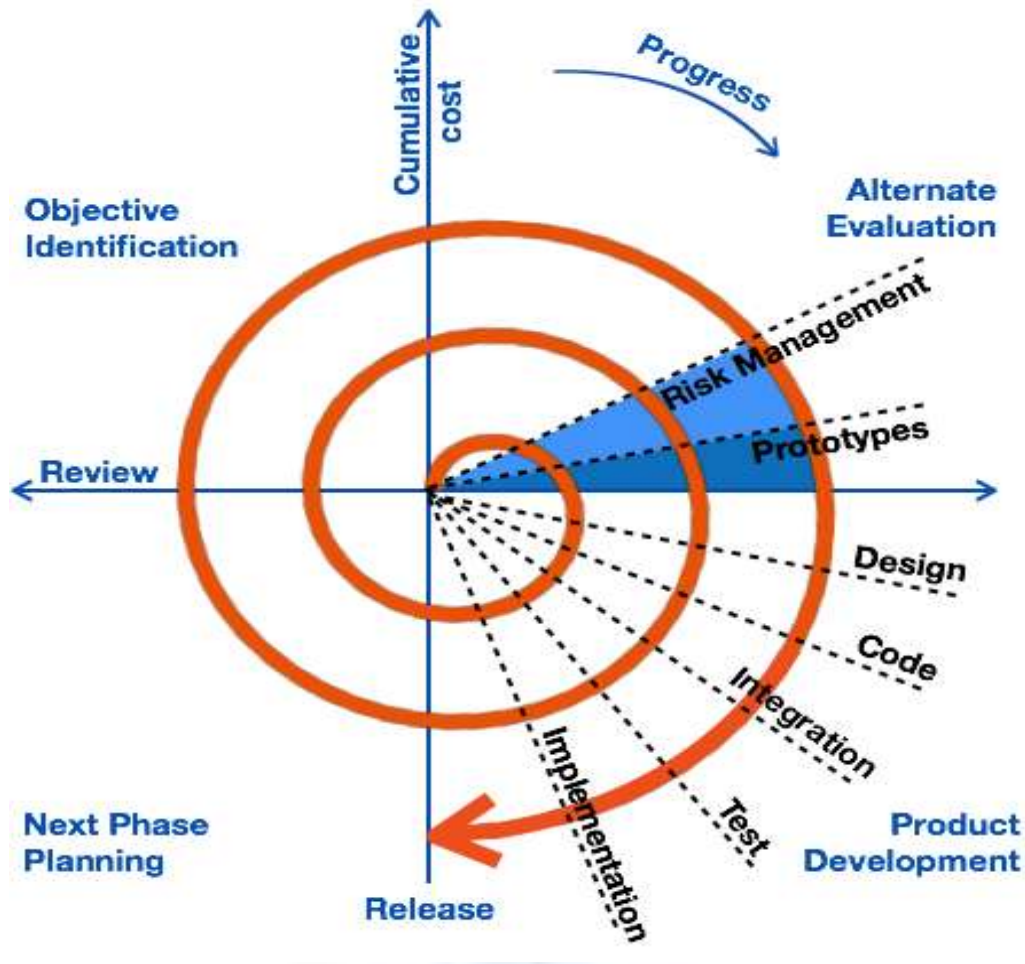 Cumulative
cost
Progress
Objective
Identification
Alternate
Evaluation
Risk Management
Prototypes
Review
Design
Code
Integration
Test
Implementation
Next Phase
Planning
Product
Development
Release